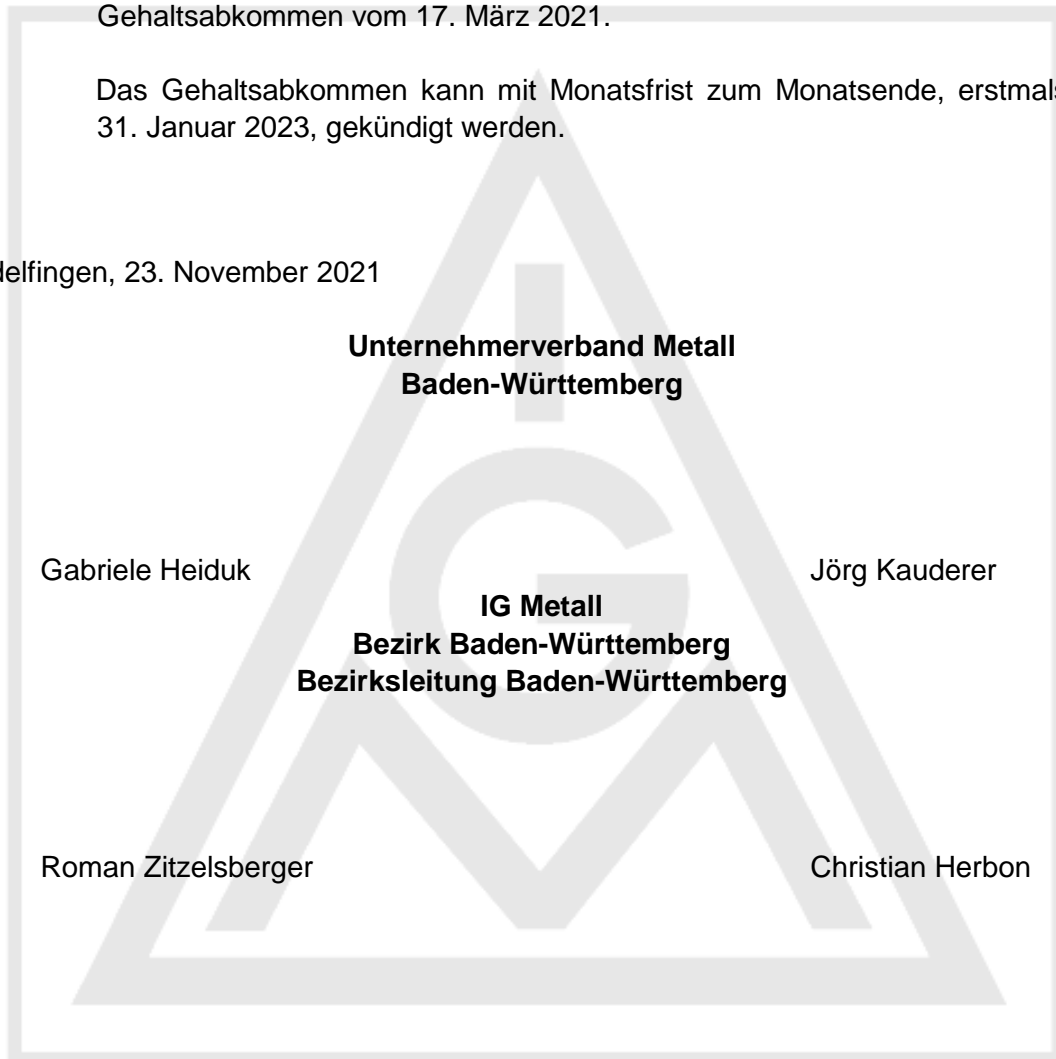 Gehaltsabkommen vom 17. März 2021.
Das Gehaltsabkommen kann mit Monatsfrist zum Monatsende, erstmals
31. Januar 2023, gekündigt werden.
delfingen, 23. November 2021
Unternehmerverband Metall
Baden-Württemberg
Gabriele Heiduk Jörg Kauderer
IG Metall
Bezirk Baden-Württemberg
Bezirksleitung Baden-Württemberg
Roman Zitzelsberger Christian Herbon
I
G
M